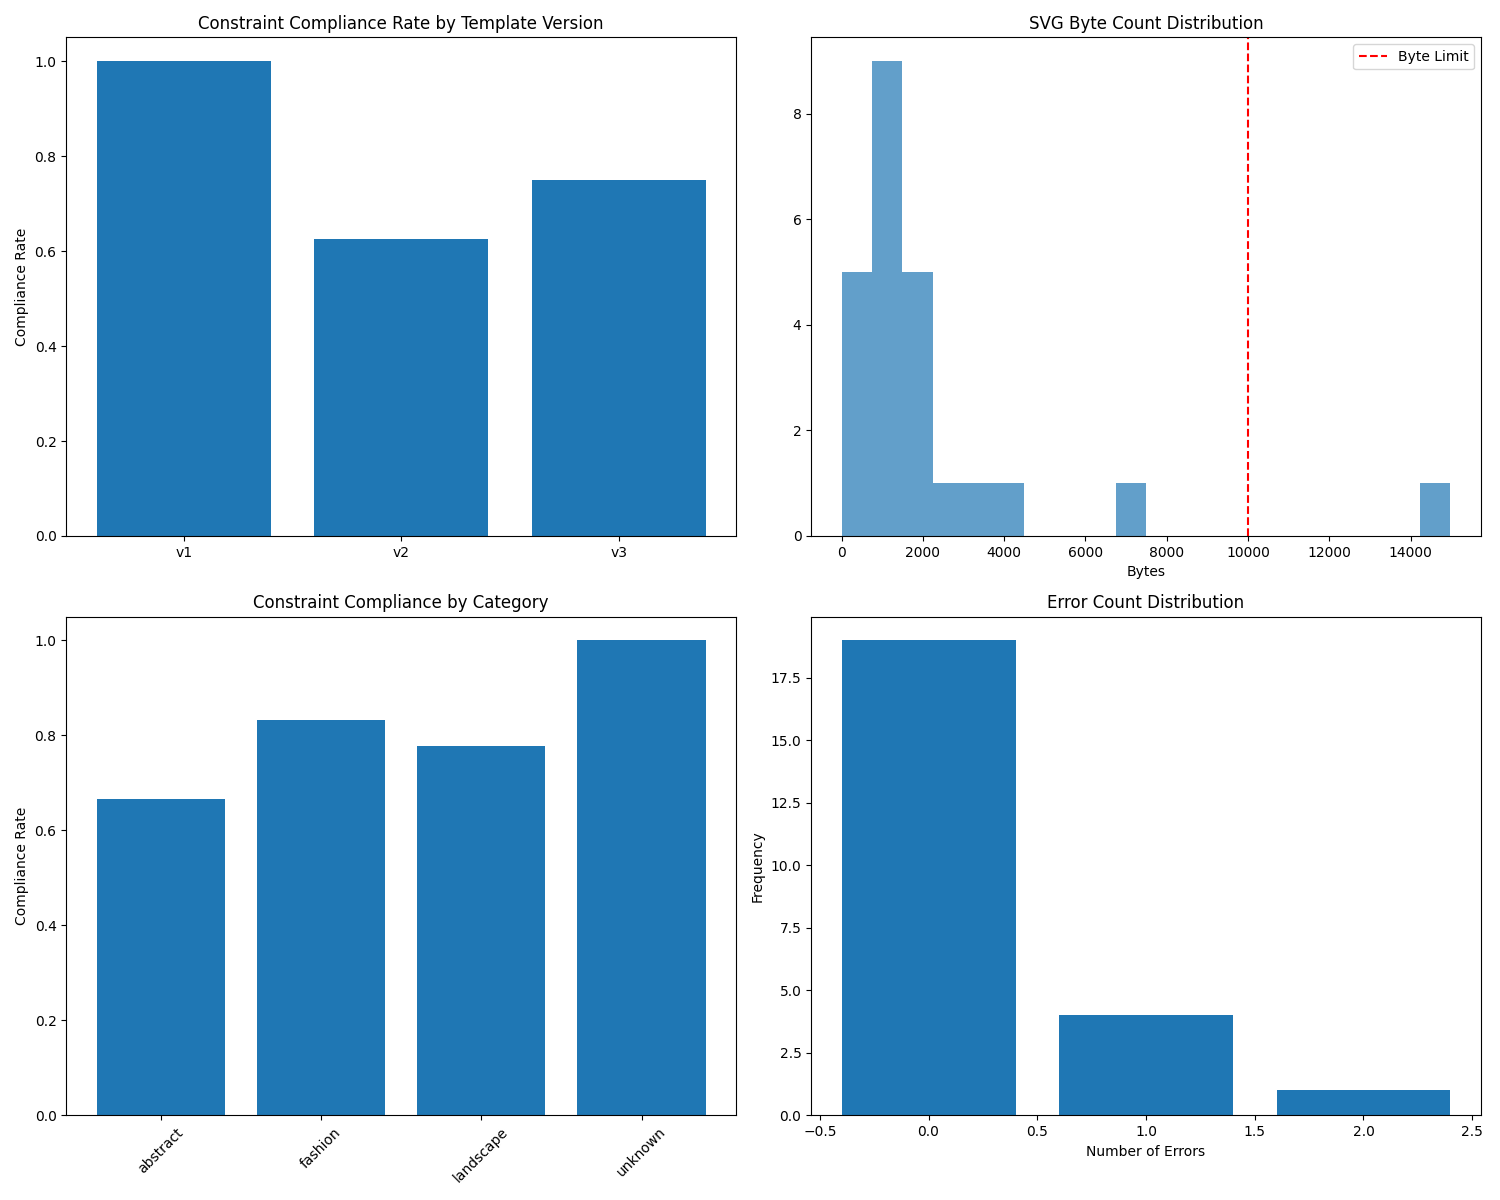 Constraint Compliance Rate by Template Version
Compliance Rate
1.0
0.8
0.6
0.4
0.2
0.0
v1 v2 v3
SVG Byte Count Distribution
Byte Limit
8
6
4
2
0
0 2000 4000 6000 8000 10000 12000 14000
Bytes
Constraint Compliance by Category
Compliance Rate
1.0
0.8
0.6
0.4
0.2
0.0
abstract fashion landscape unknown
Error Count Distribution
Frequency
17.5
15.0
12.5
10.0
7.5
5.0
2.5
0.0
−0.5 0.0 0.5 1.0 1.5 2.0 2.5
Number of Errors